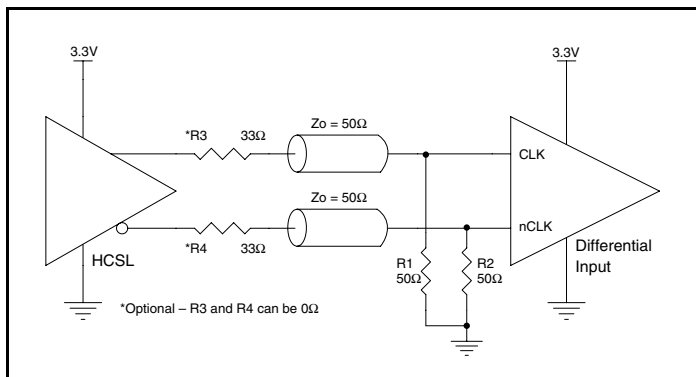 3.3V
3.3V
*R3 33Ω
Zo = 50Ω
CLK
Zo = 50Ω
nCLK
*R4 33Ω
HCSL
R1
50Ω
R2
50Ω
Differential
Input
*Optional – R3 and R4 can be 0Ω